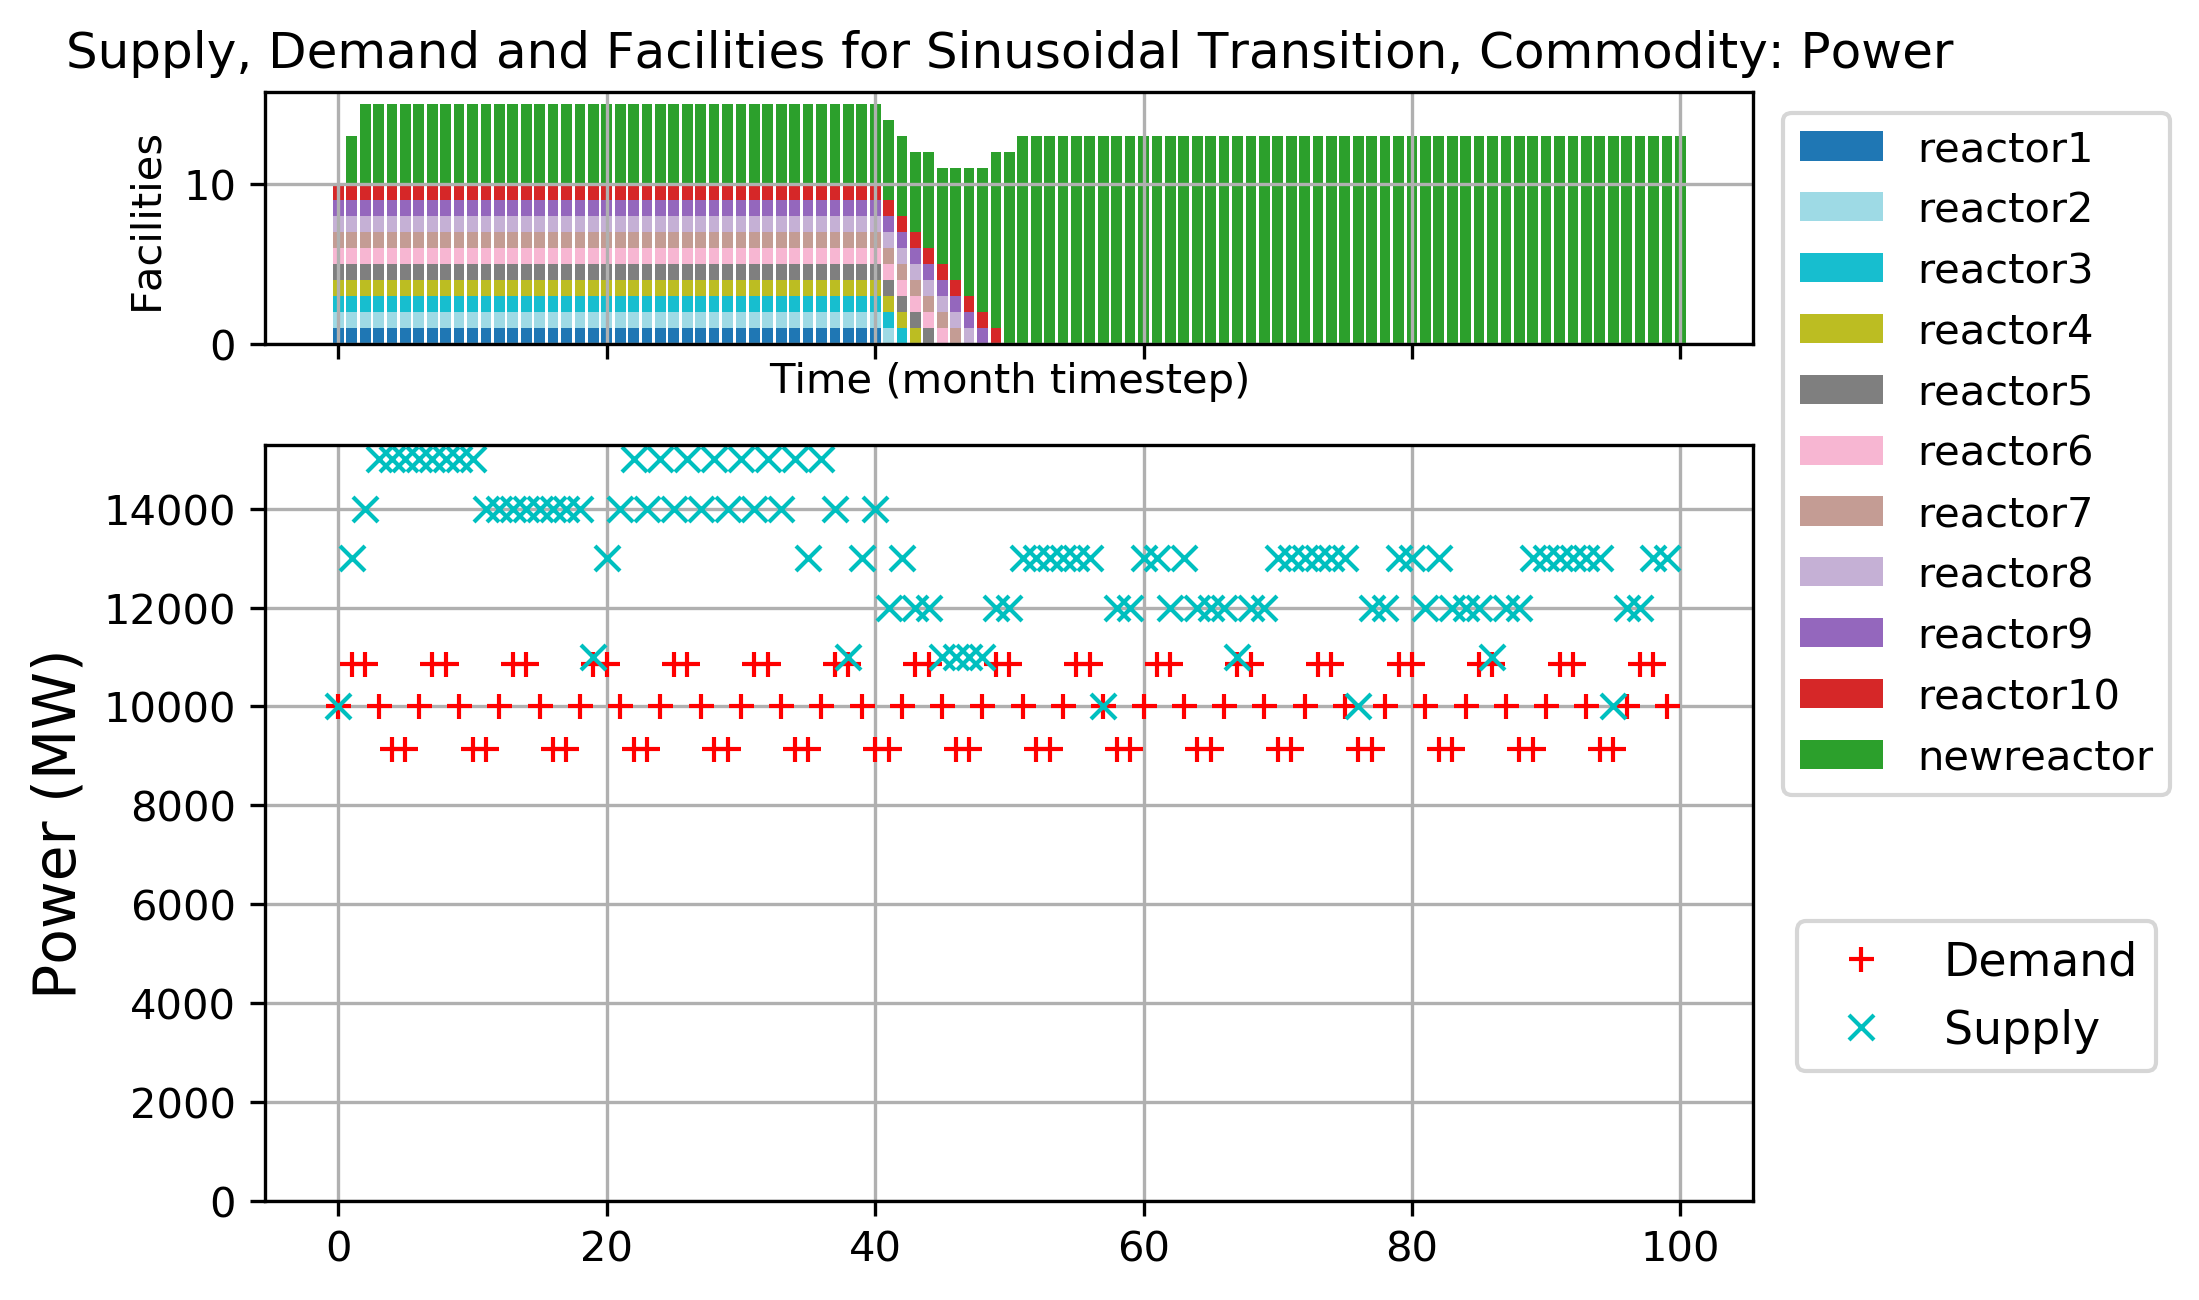 Supply, Demand and Facilities for Sinusoidal Transition, Commodity: Power
Facilities
10
0
Time (month timestep)
reactor1
reactor2
reactor3
reactor4
reactor5
reactor6
reactor7
reactor8
reactor9
reactor10
newreactor
Power (MW)
14000
12000
10000
8000
6000
4000
2000
0
0 20 40 60 80 100
Demand
Supply